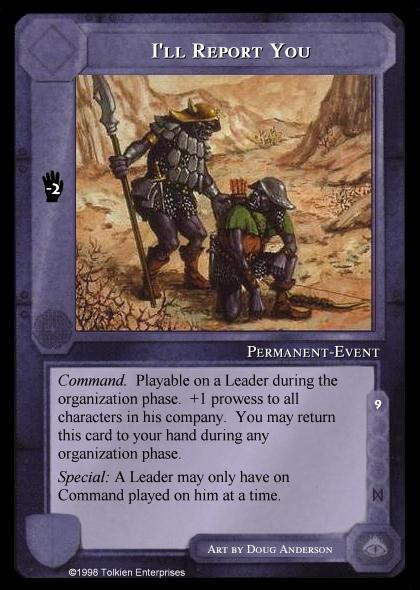 I'll Report You
-2
Permanent-Event
Command. Playable on a Leader during the
organization phase. +1 prowess to all
characters in his company. You may return
this card to your hand during any
organization phase.
9
Special: A Leader may only have on
Command played on him at a time.
Art by Doug Anderson
©1998 Tolkien Enterprises